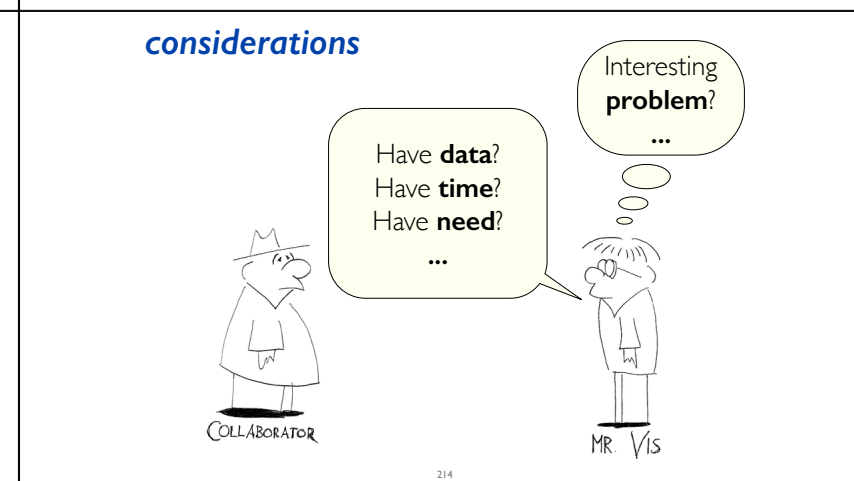 considerations
Interesting
problem?
...
Have data?
Have time?
Have need?
...
COLLABORATOR
MR. VIS
214